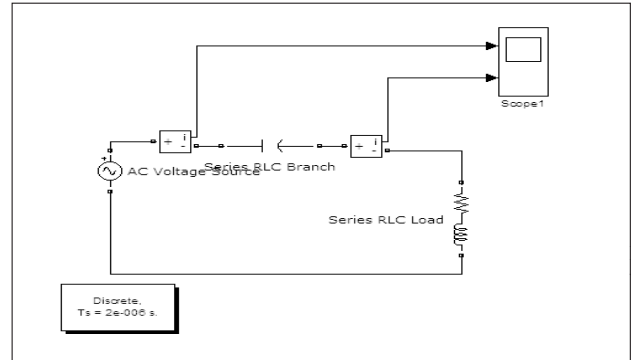 Scope1
+ i -
+ i -
Series RLC Branch
+
AC Voltage Source
Series RLC Load
Discrete,
Ts = 2e-006 s.